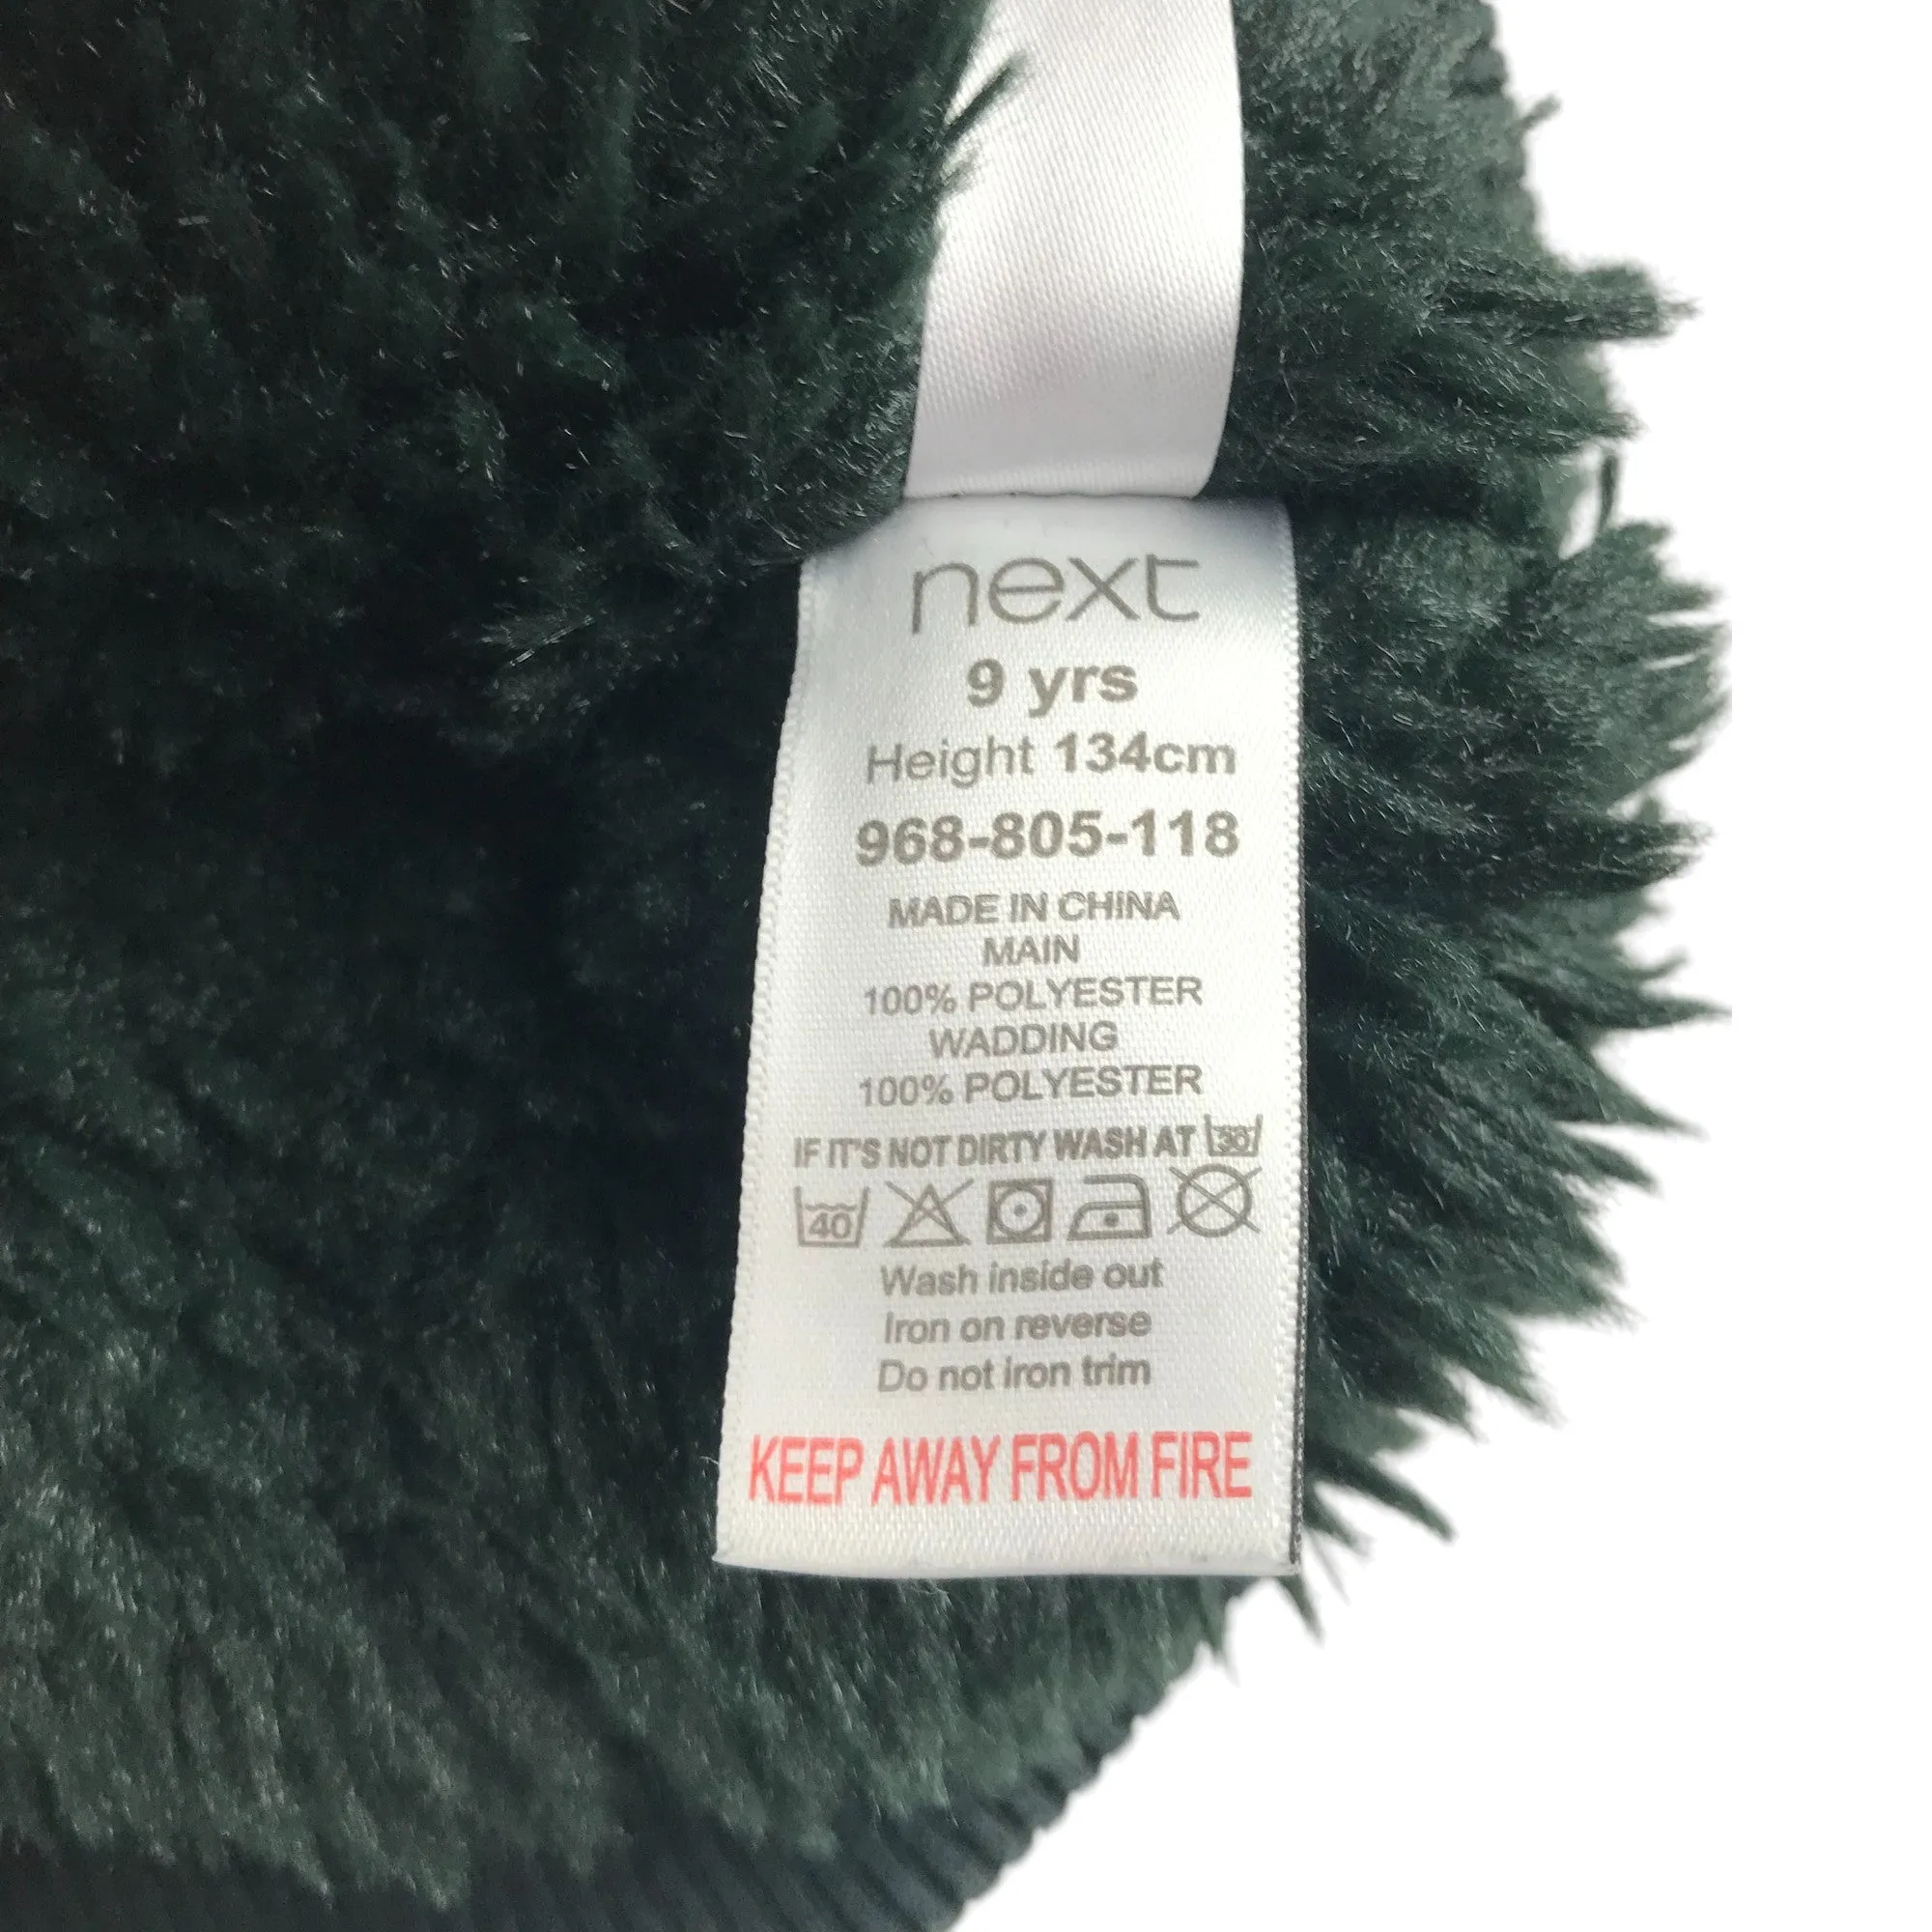 next
9 yrs
Height 134cm
968-805-118
MADE IN CHINA
MAIN
100% POLYESTER
WADDING
100% POLYESTER
IF IT'S NOT DIRTY WASH AT 30
40
Wash inside out
Iron on reverse
Do not iron trim
KEEP AWAY FROM FIRE